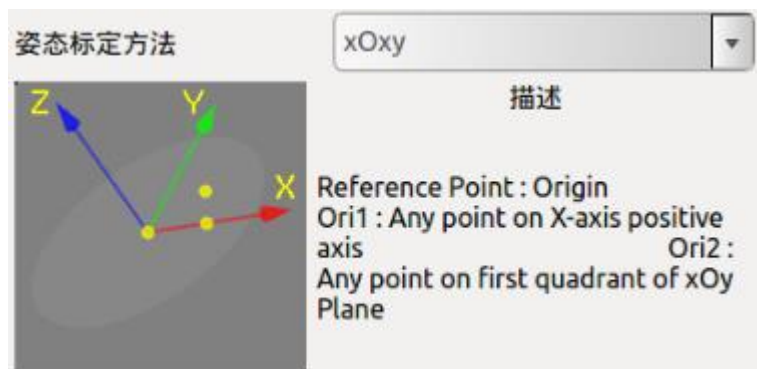 姿态标定方法
xOxy
描述
Z
Y
X
Reference Point : Origin
Ori1 : Any point on X-axis positive
axis Ori2 :
Any point on first quadrant of xOy
Plane